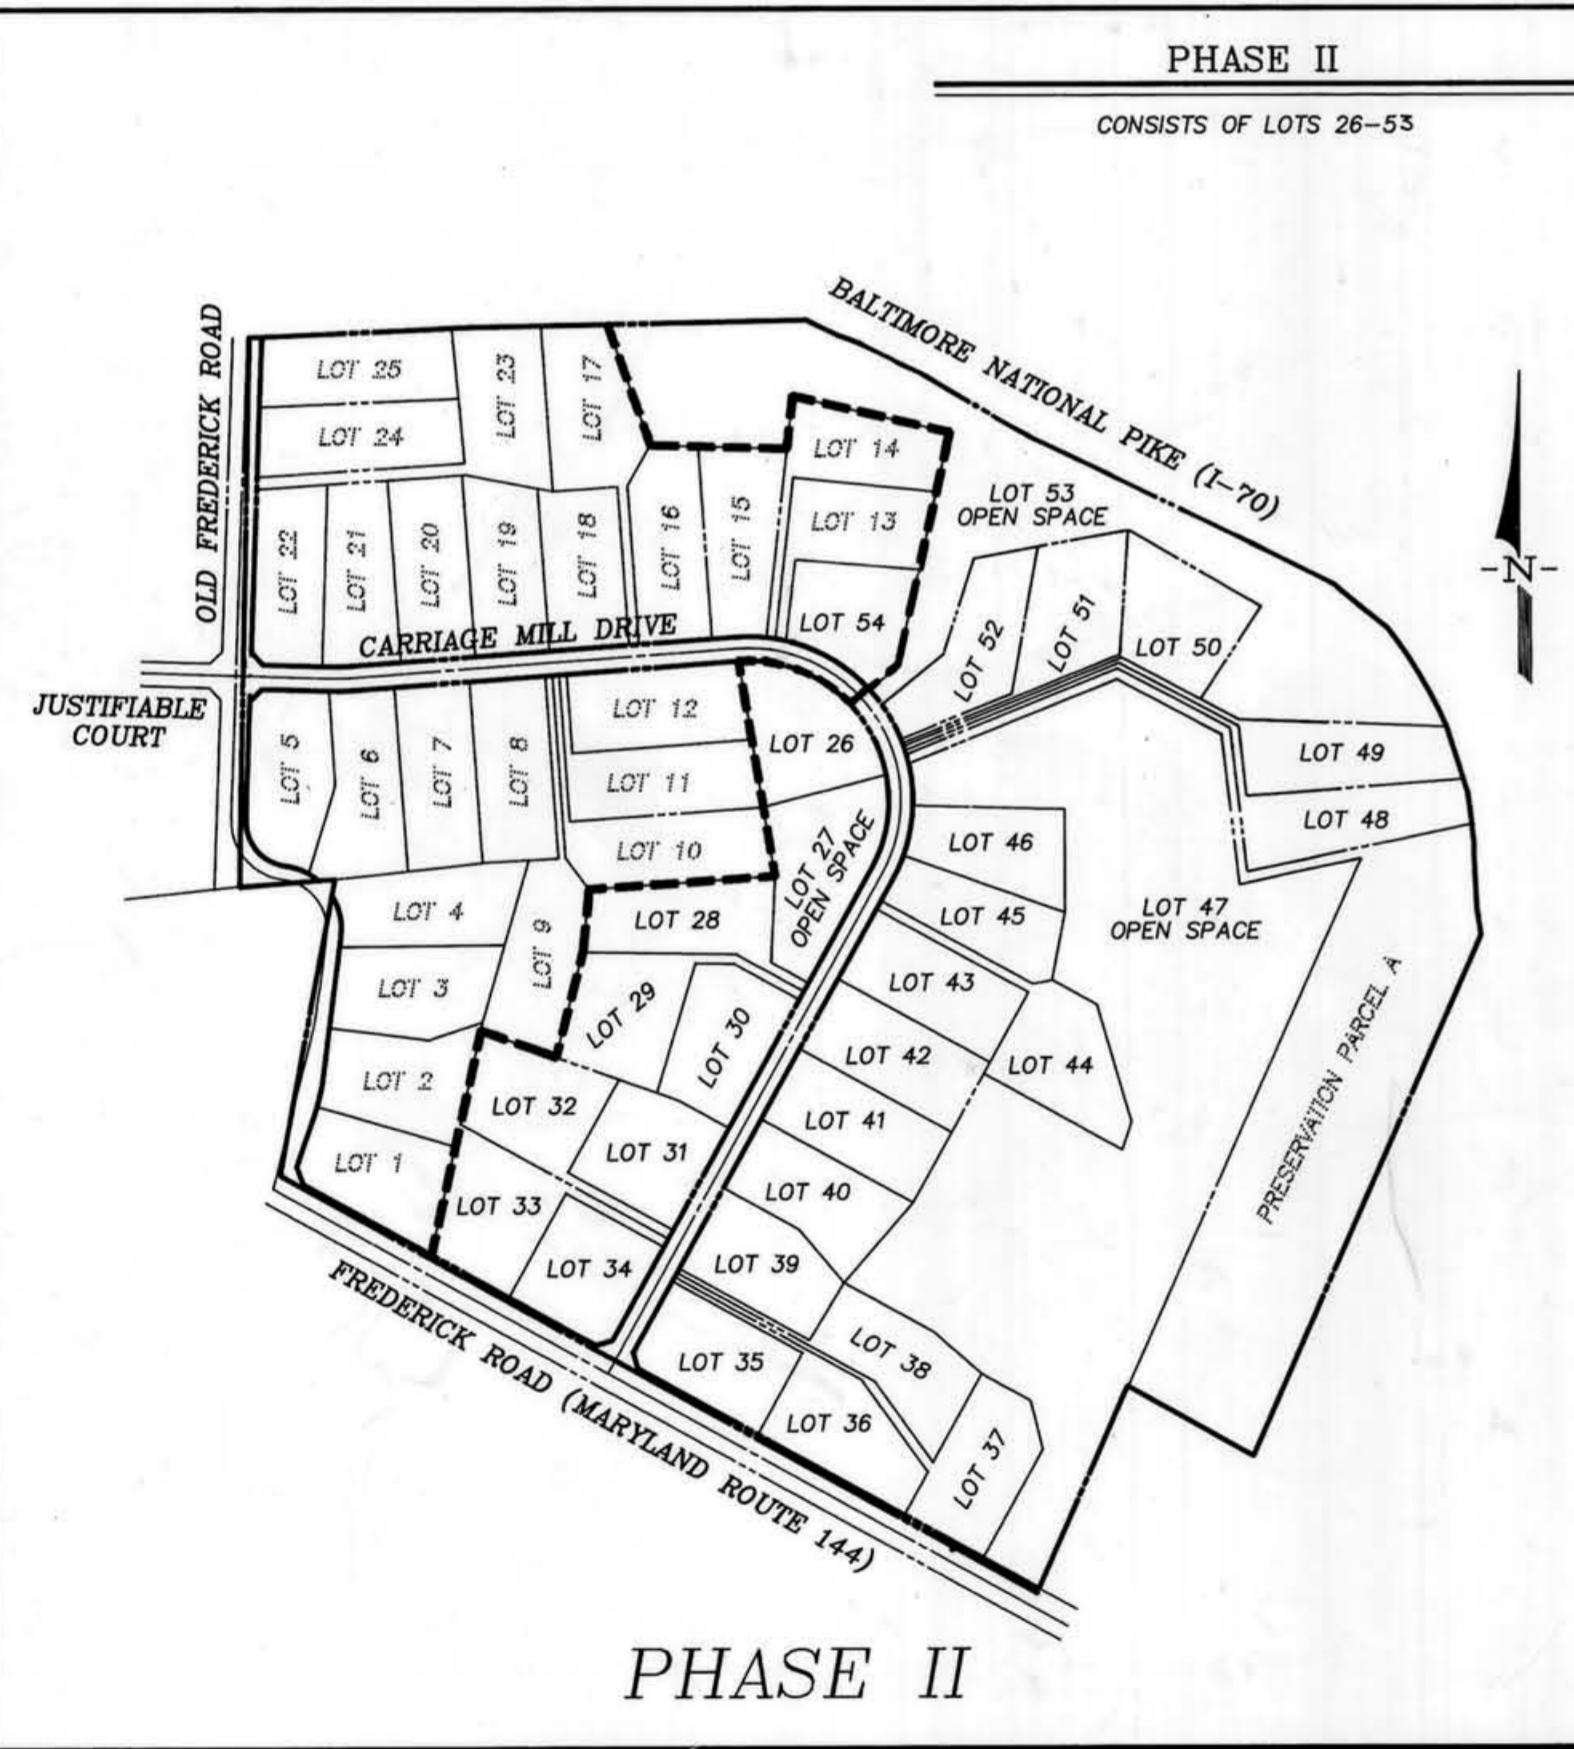 PHASE II
CONSISTS OF LOTS 26-53
BALTIMORE NATIONAL PIKE (I-70)
OLD FREDERICK ROAD
LOT 25
LOT 23
LOT 17
LOT 24
LOT 14
LOT 53
OPEN SPACE
LOT 13
LOT 22
LOT 21
LOT 20
LOT 19
LOT 18
LOT 16
LOT 15
-N-
CARRIAGE MILL DRIVE
LOT 54
LOT 52
LOT 51
LOT 50
JUSTIFIABLE
COURT
LOT 12
LOT 26
LOT 49
LOT 5
LOT 6
LOT 7
LOT 8
LOT 11
LOT 48
LOT 10
LOT 27
OPEN SPACE
LOT 46
LOT 4
LOT 9
LOT 28
LOT 45
LOT 47
OPEN SPACE
LOT 3
LOT 29
LOT 30
LOT 43
LOT 2
LOT 32
LOT 42
LOT 44
PRESERVATION PARCEL A
LOT 1
LOT 31
LOT 41
LOT 33
LOT 40
LOT 34
LOT 39
FREDERICK ROAD (MARYLAND ROUTE 144)
LOT 35
LOT 38
LOT 36
LOT 37
PHASE II